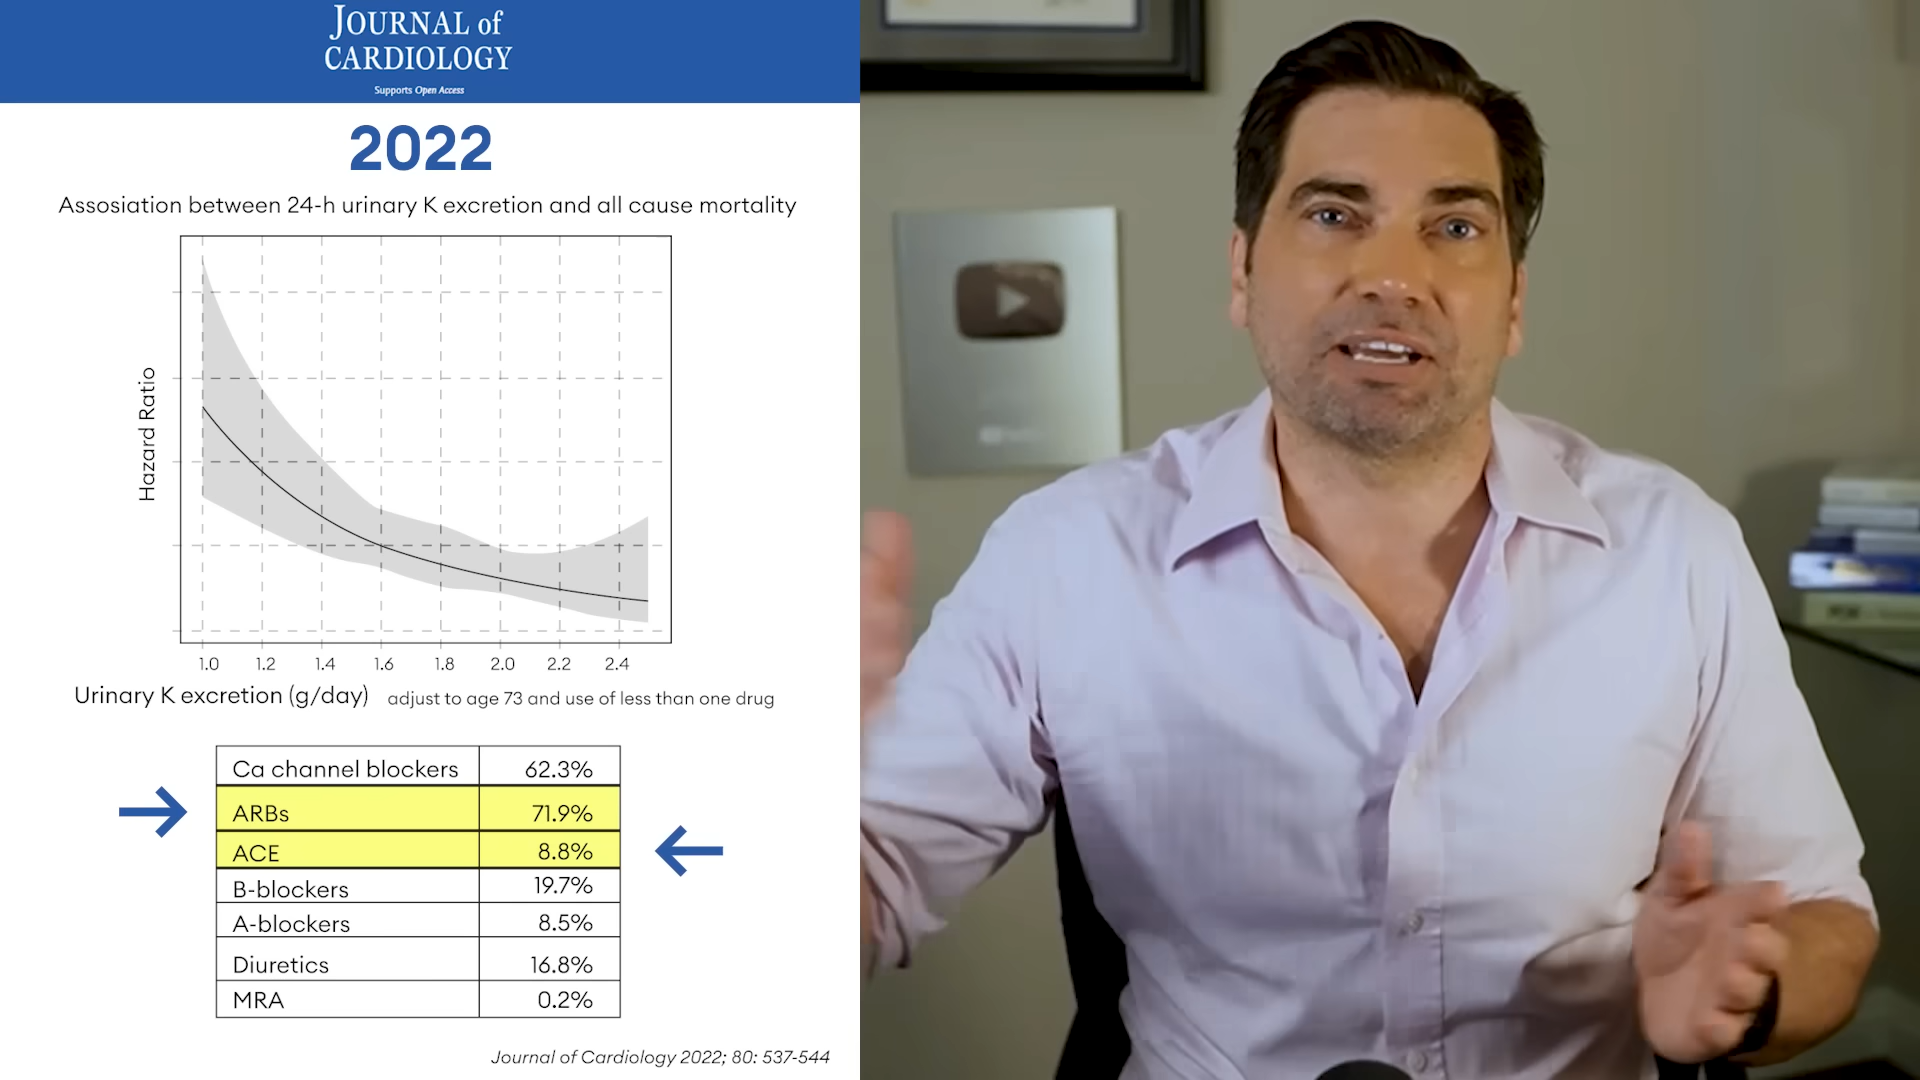 JOURNAL of
CARDIOLOGY
Supports Open Access
2022
Assosiation between 24-h urinary K excretion and all cause mortality
Hazard Ratio
1.0 1.2 1.4 1.6 1.8 2.0 2.2 2.4
Urinary K excretion (g/day) adjust to age 73 and use of less than one drug
Ca channel blockers 62.3%
ARBs 71.9%
ACE 8.8%
B-blockers 19.7%
A-blockers 8.5%
Diuretics 16.8%
MRA 0.2%
Journal of Cardiology 2022; 80: 537-544